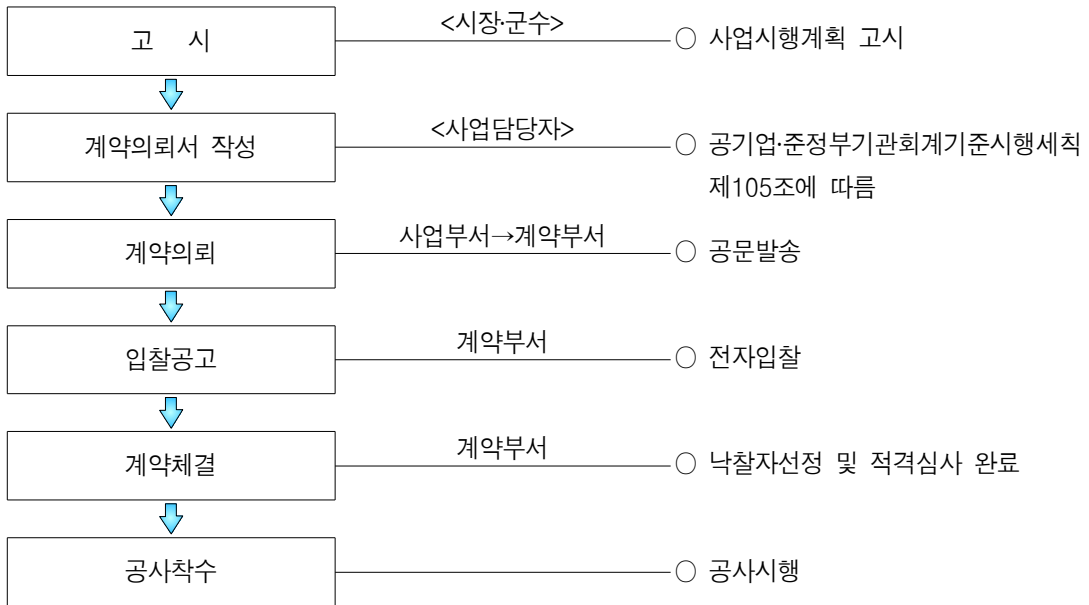 고 시 <시장·군수> ○ 사업시행계획 고시
계약의뢰서 작성 <사업담당자> ○ 공기업·준정부기관회계기준시행세칙
제105조에 따름
계약의뢰 사업부서→계약부서 ○ 공문발송
입찰공고 계약부서 ○ 전자입찰
계약체결 계약부서 ○ 낙찰자선정 및 적격심사 완료
공사착수 ○ 공사시행